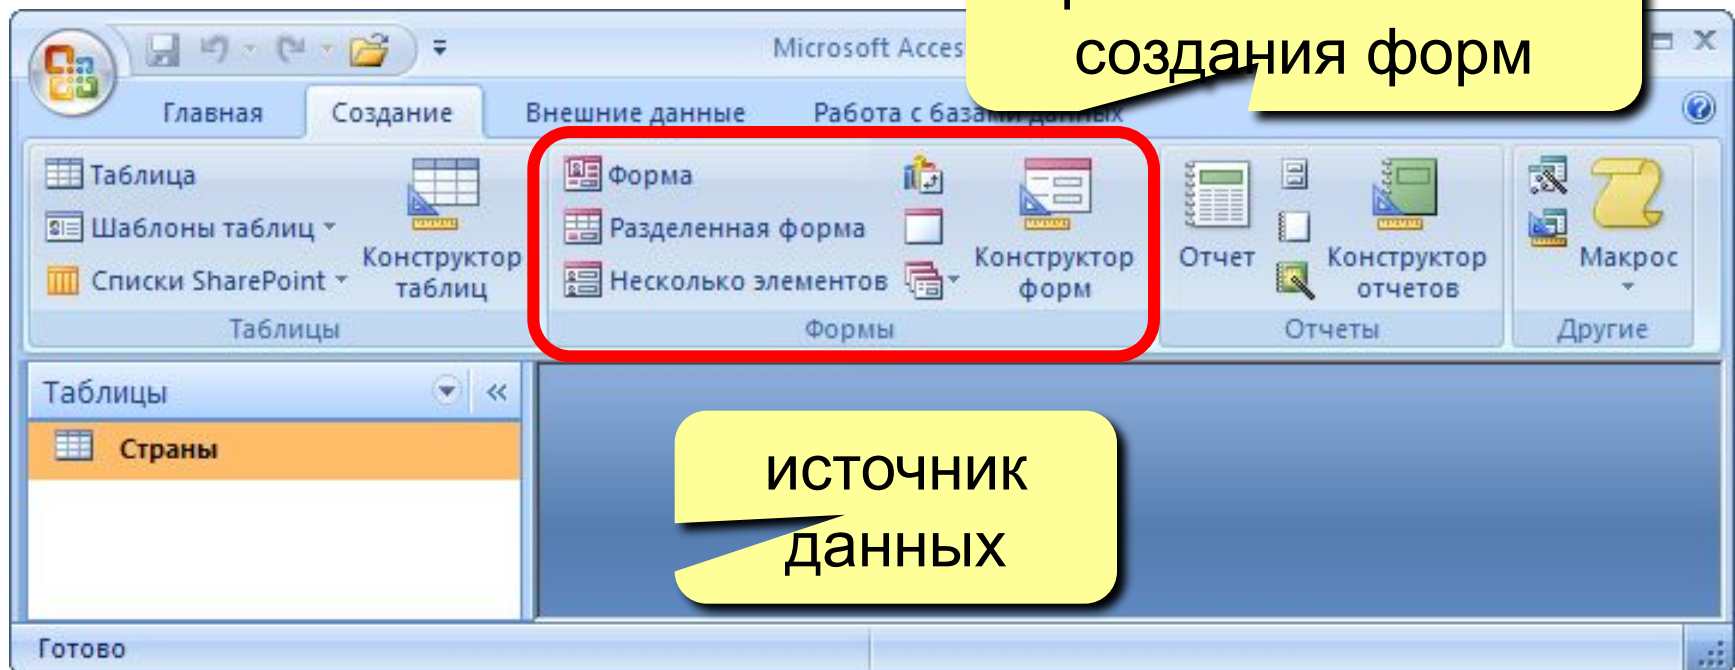 создания форм
Microsoft Acces
Главная
Создание
Внешние данные
Работа с базами данных
Таблица
Шаблоны таблиц
Списки SharePoint
Конструктор
таблиц
Таблицы
Форма
Разделенная форма
Несколько элементов
Конструктор
форм
Формы
Отчет
Конструктор
отчетов
Отчеты
Макрос
Другие
Таблицы
Страны
источник
данных
Готово